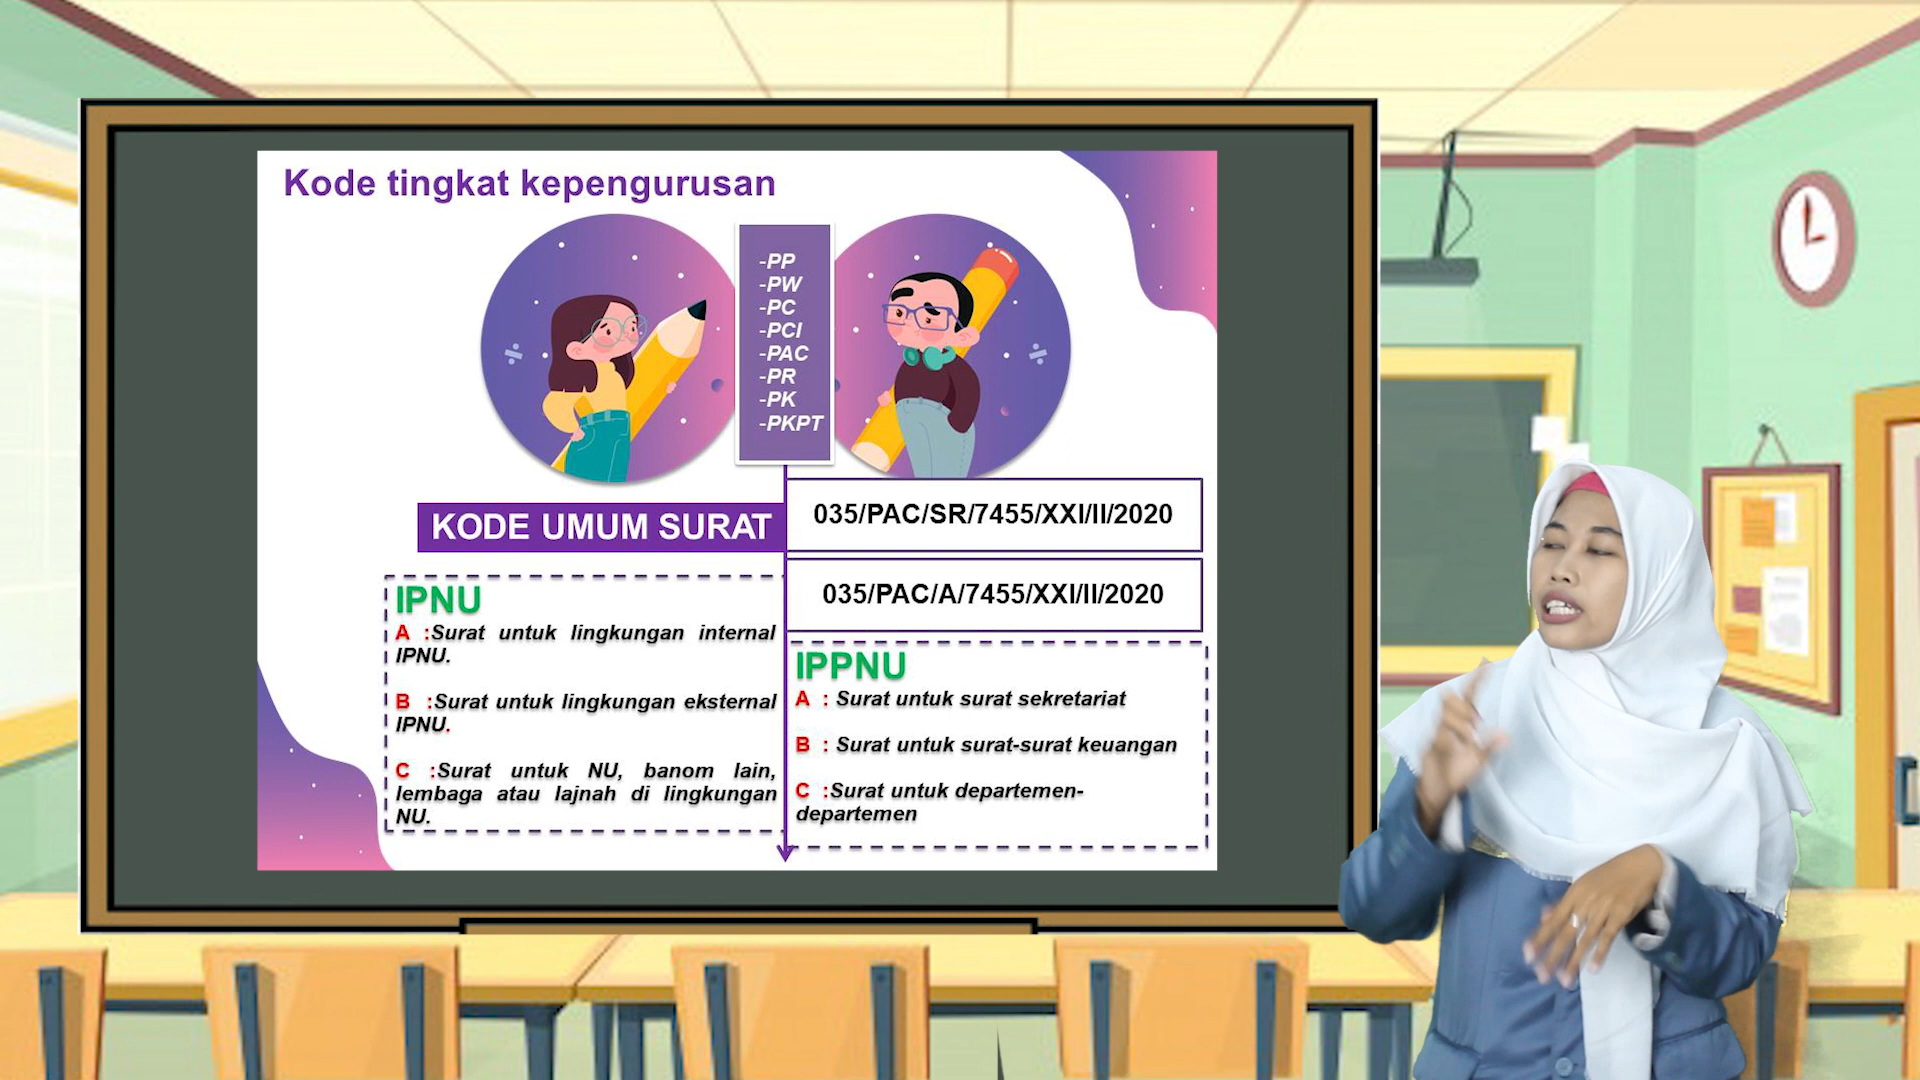 Kode tingkat kepengurusan
-PP
-PW
-PC
-PCI
-PAC
-PR
-PK
-PKPT
KODE UMUM SURAT
035/PAC/SR/7455/XXI/II/2020
035/PAC/A/7455/XXI/II/2020
IPNU
A :Surat untuk lingkungan internal
IPNU.
B :Surat untuk lingkungan eksternal
IPNU.
C :Surat untuk NU, banom lain,
lembaga atau lajnah di lingkungan
NU.
IPPNU
A : Surat untuk surat sekretariat
B : Surat untuk surat-surat keuangan
C :Surat untuk departemen-
departemen